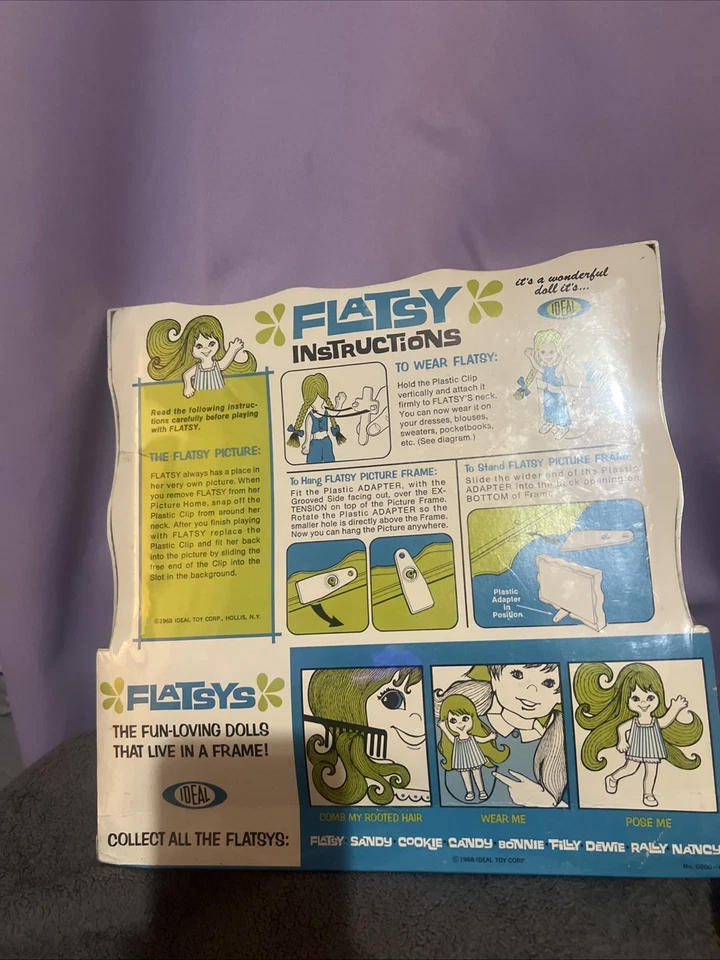 FLATSY
INSTRUCTIONS
it's a wonderful
doll it's...
IDEAL
Read the following instruc-
tions carefully before playing
with FLATSY.
THE FLATSY PICTURE:
FLATSY always has a place in
her very own picture. When
you remove FLATSY from her
Picture Home, snap off the
Plastic Clip from around her
neck. After you finish playing
with FLATSY replace the
Plastic Clip and fit her back
into the picture by sliding the
free end of the Clip into the
Slot in the background.
©1968 IDEAL TOY CORP., HOLLIS, N.Y.
TO WEAR FLATSY:
Hold the Plastic Clip
vertically and attach it
firmly to FLATSY'S neck.
You can now wear it on
your dresses, blouses,
sweaters, pocketbooks,
etc. (See diagram.)
To Hang FLATSY PICTURE FRAME:
Fit the Plastic ADAPTER, with the
Grooved Side facing out, over the EX-
TENSION on top of the Picture Frame.
Rotate the Plastic ADAPTER so the
smaller hole is directly above the Frame.
Now you can hang the Picture anywhere.
To Stand FLATSY PICTURE FRAME:
Slide the wider end of the Plastic
ADAPTER into the back opening on
BOTTOM of Frame
Plastic
Adapter
in
Position
FLATSYS
THE FUN-LOVING DOLLS
THAT LIVE IN A FRAME!
IDEAL
COLLECT ALL THE FLATSYS:
COMB MY ROOTED HAIR
WEAR ME
POSE ME
FLATSY · SANDY · COOKIE · CANDY · BONNIE · FILLY · DEWIE · RALLY · NANCY
©1968 IDEAL TOY CORP